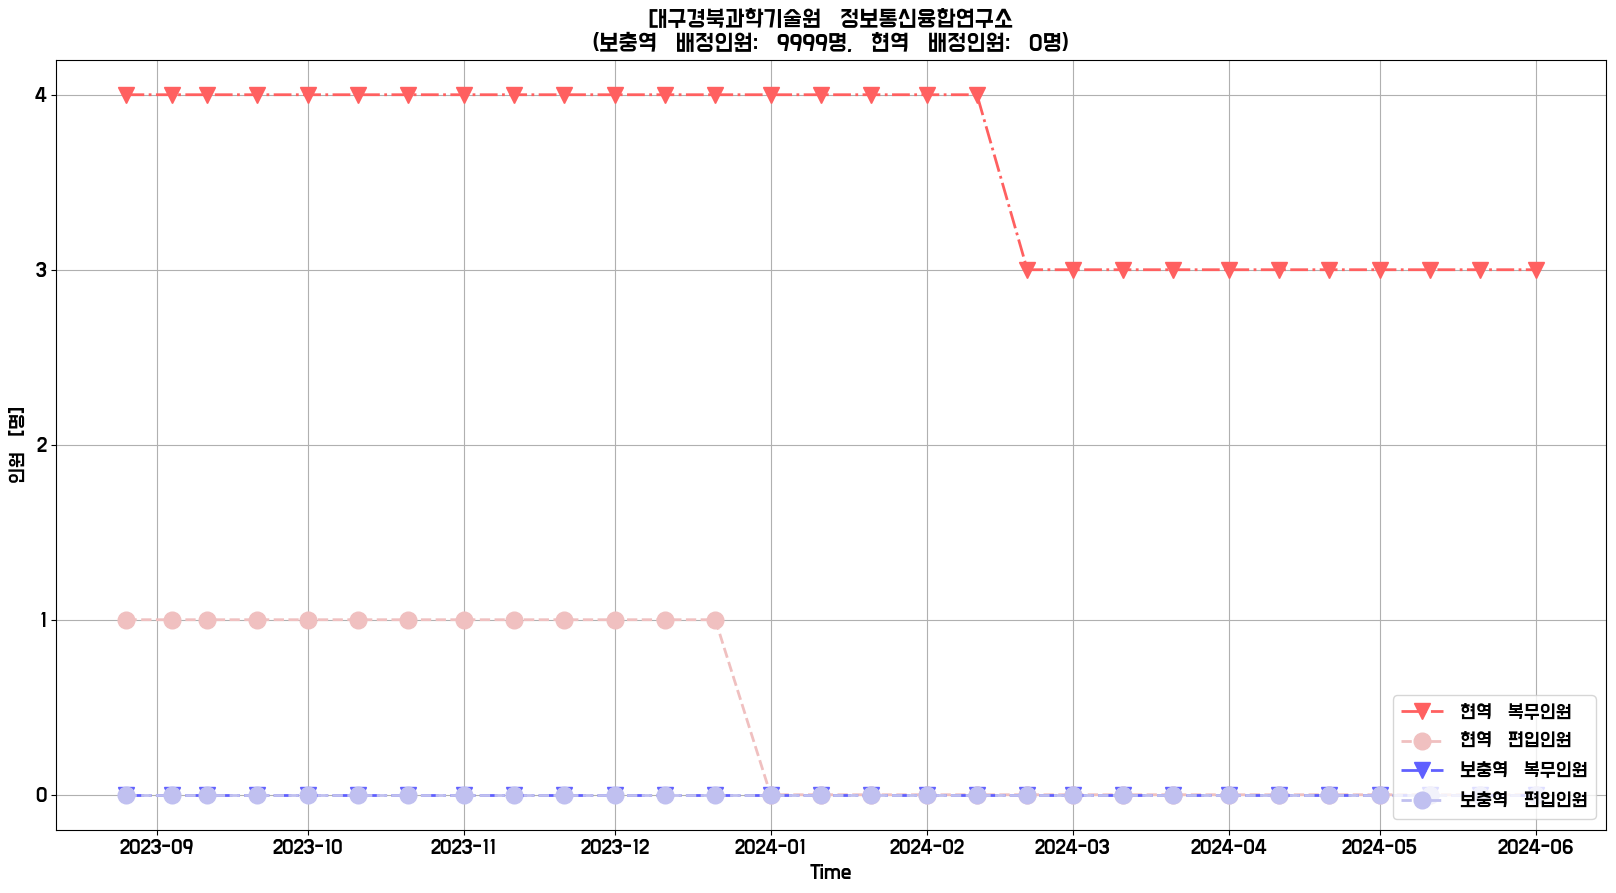 대구경북과학기술원 정보통신융합연구소
(보충역 배정인원: 9999명, 현역 배정인원: 0명)
4
3
2
1
0
인원 [명]
2023-09 2023-10 2023-11 2023-12 2024-01 2024-02 2024-03 2024-04 2024-05 2024-06
Time
현역 복무인원
현역 편입인원
보충역 복무인원
보충역 편입인원